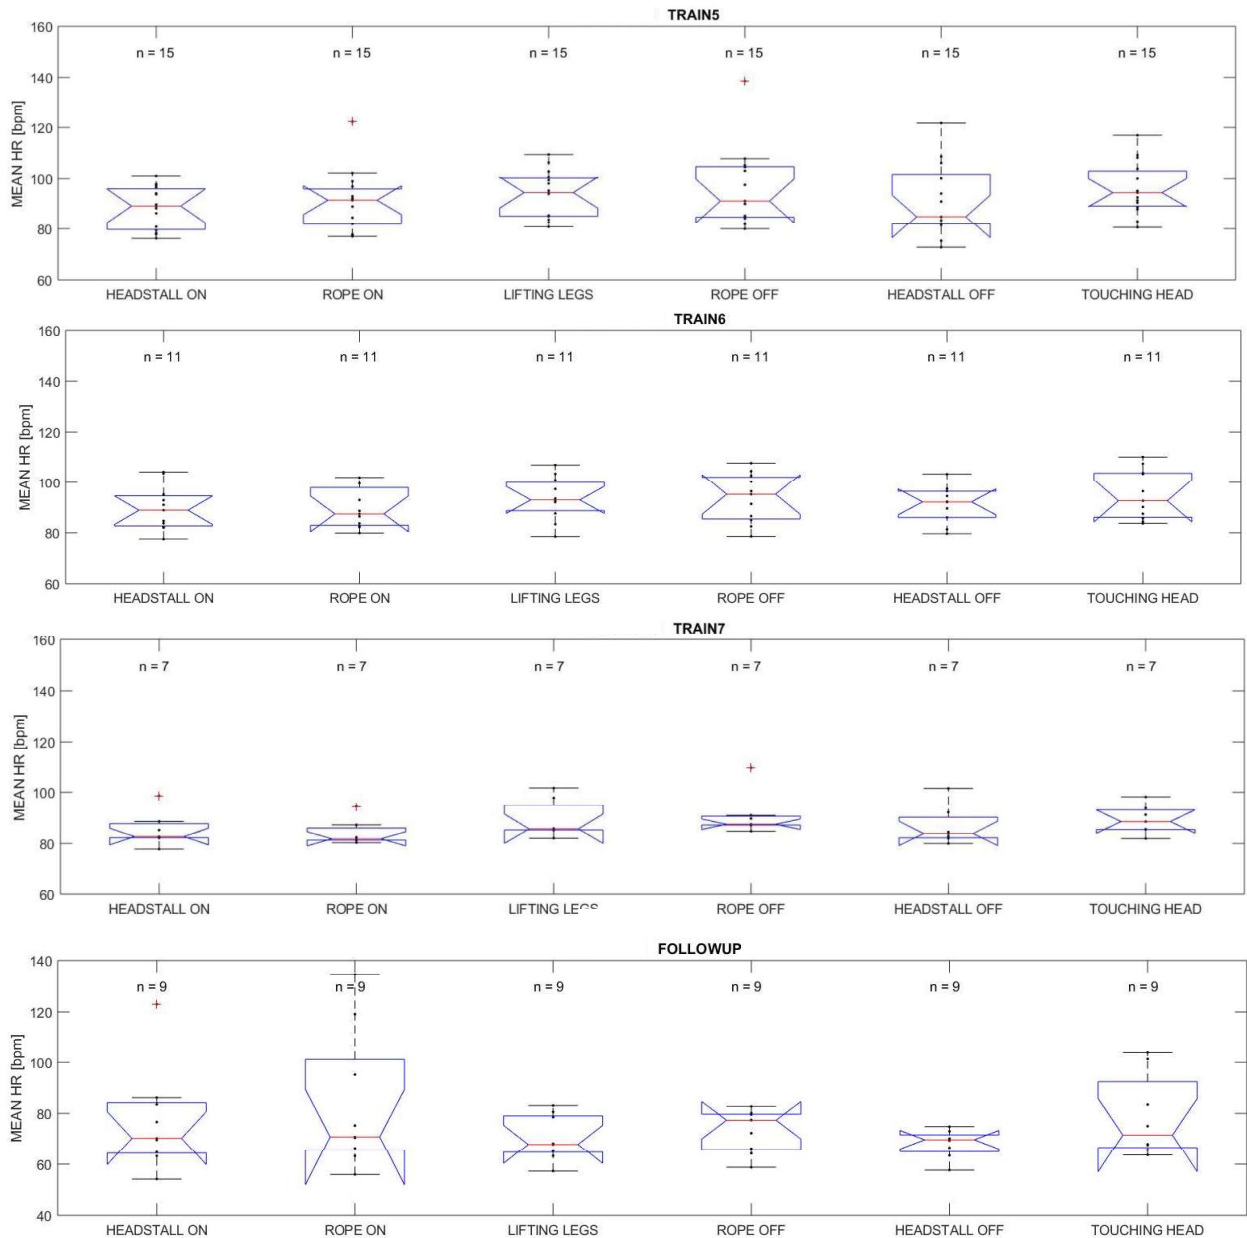 TRAIN5
160
n = 15 n = 15 n = 15 n = 15 n = 15 n = 15
140
120
100
80
60
MEAN HR [bpm]
HEADSTALL ON ROPE ON LIFTING LEGS ROPE OFF HEADSTALL OFF TOUCHING HEAD
TRAIN6
160
n = 11 n = 11 n = 11 n = 11 n = 11 n = 11
140
120
100
80
60
MEAN HR [bpm]
HEADSTALL ON ROPE ON LIFTING LEGS ROPE OFF HEADSTALL OFF TOUCHING HEAD
TRAIN7
160
n = 7 n = 7 n = 7 n = 7 n = 7 n = 7
140
120
100
80
60
MEAN HR [bpm]
HEADSTALL ON ROPE ON LIFTING LEGS ROPE OFF HEADSTALL OFF TOUCHING HEAD
FOLLOWUP
140
n = 9 n = 9 n = 9 n = 9 n = 9 n = 9
120
100
80
60
40
MEAN HR [bpm]
HEADSTALL ON ROPE ON LIFTING LEGS ROPE OFF HEADSTALL OFF TOUCHING HEAD